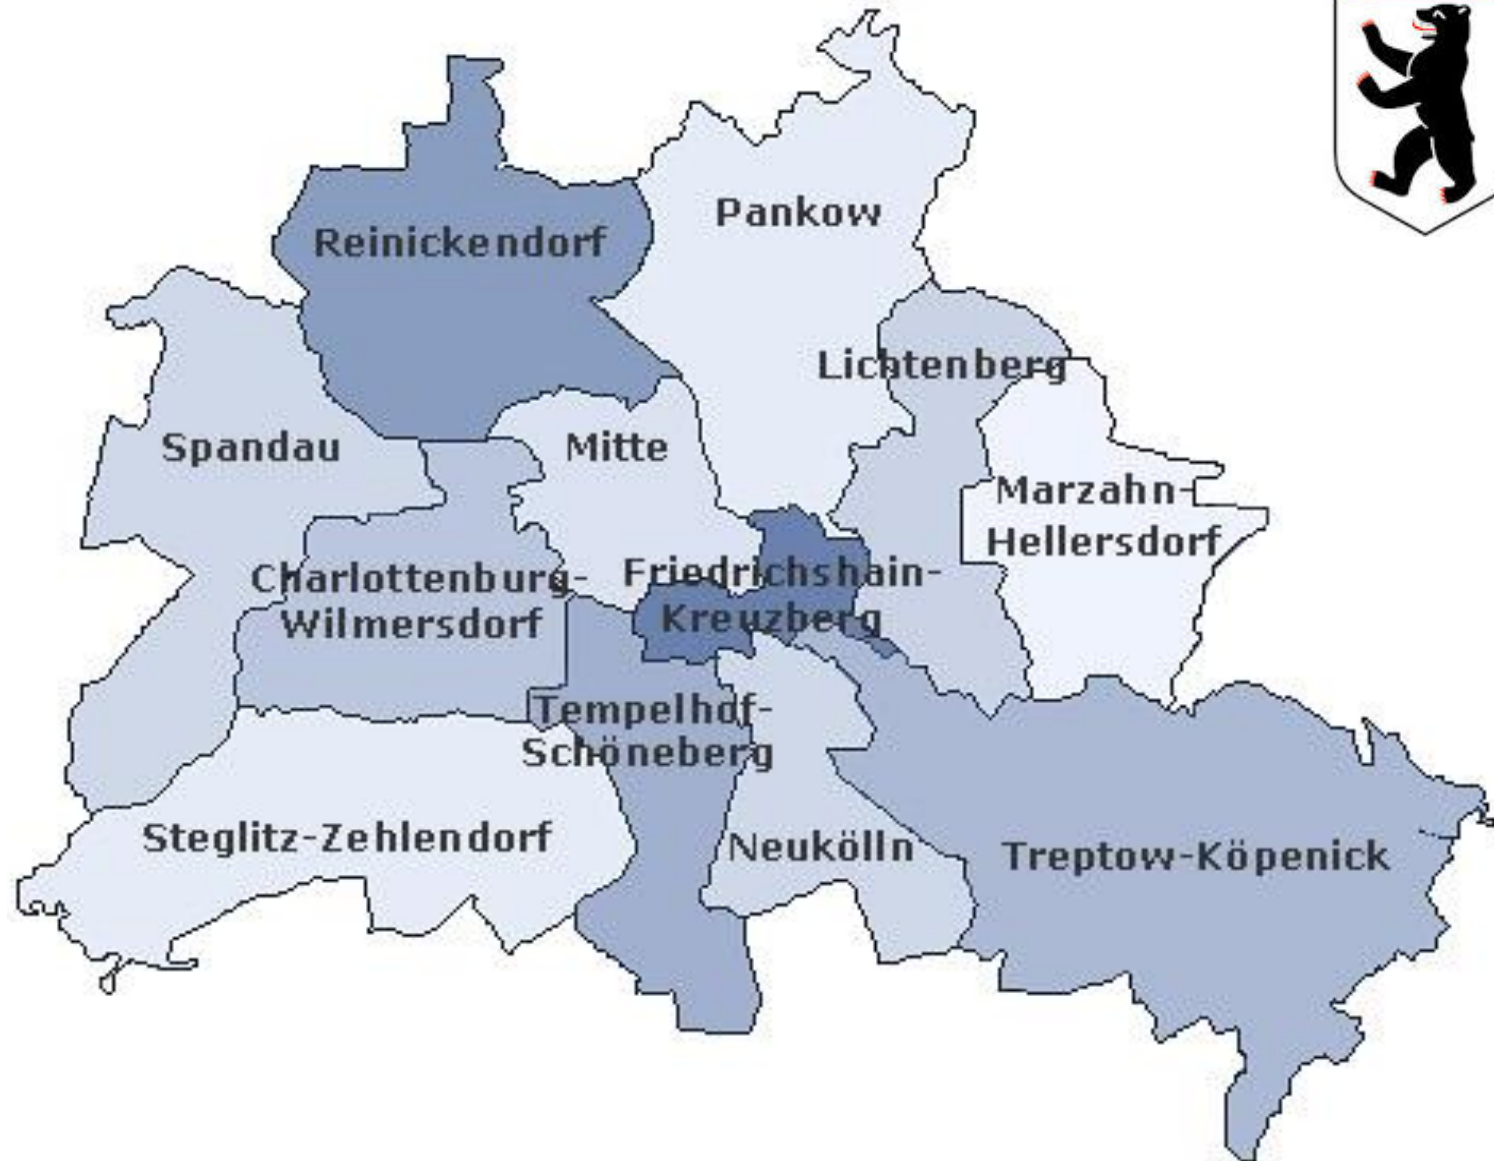 Pankow
Reinickendorf
Lichtenberg
Spandau
Mitte
Marzahn-
Hellersdorf
Charlottenburg-
Wilmersdorf
Friedrichshain-
Kreuzberg
Tempelhof-
Schöneberg
Steglitz-Zehlendorf
Neukölln
Treptow-Köpenick